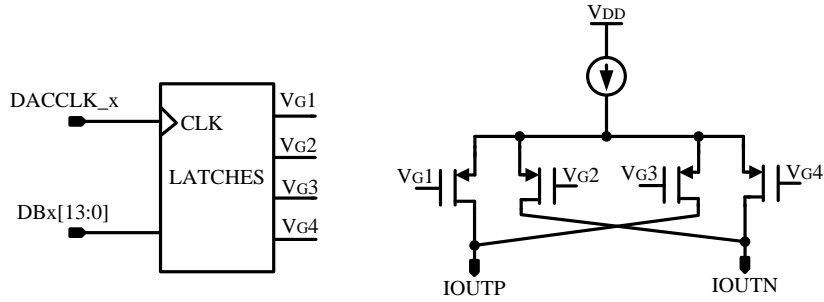 DACCLK_x
CLK
LATCHES
DBx[13:0]
VG1
VG2
VG3
VG4
VDD
VG1
VG2
VG3
VG4
IOUTP
IOUTN